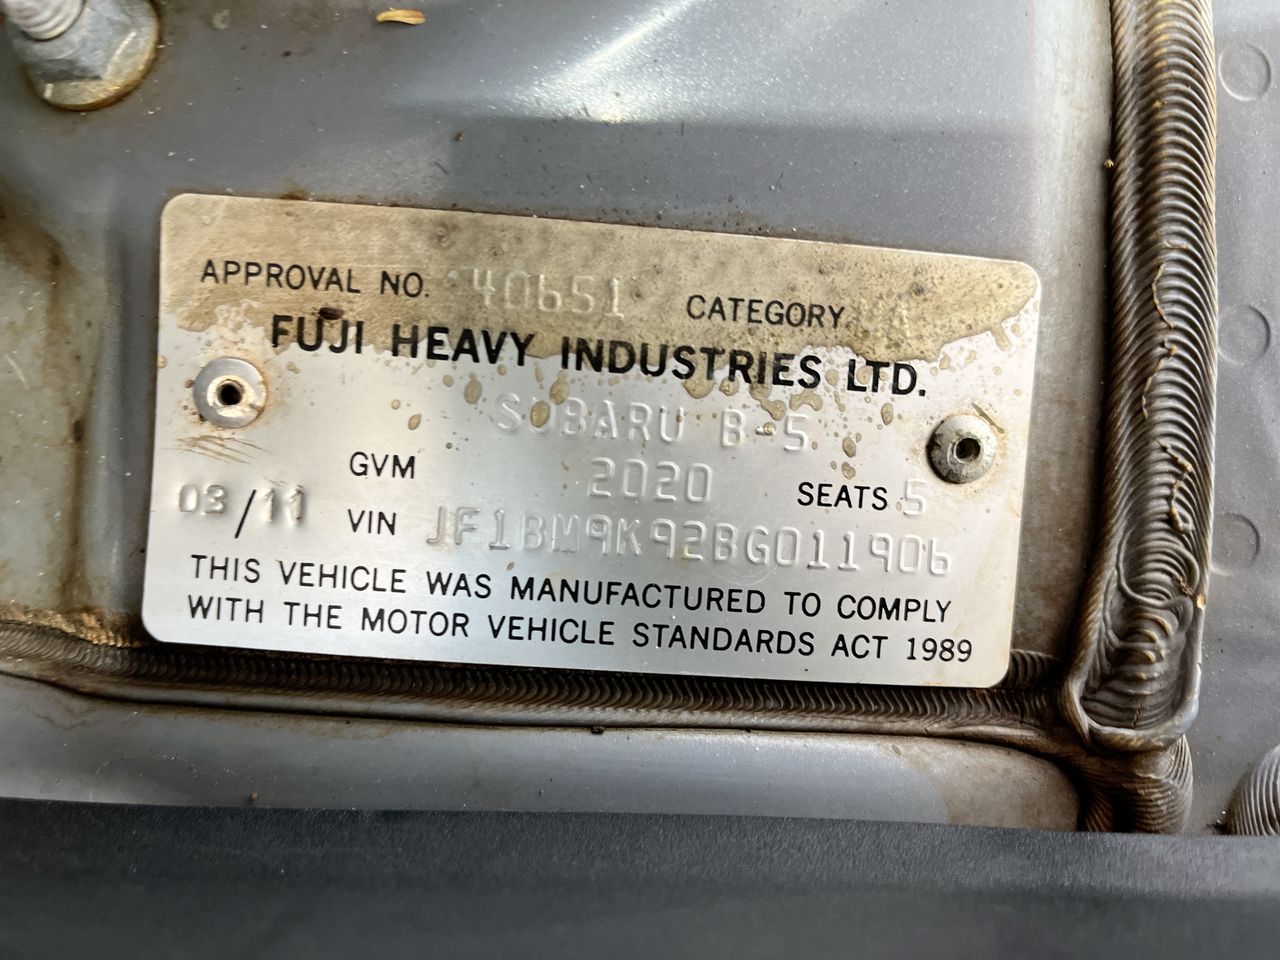 APPROVAL NO. 40651 CATEGORY MA
FUJI HEAVY INDUSTRIES LTD.
SUBARU B-5
GVM 2020 SEATS 5
03/11 VIN JF1BM9K92BG011906
THIS VEHICLE WAS MANUFACTURED TO COMPLY
WITH THE MOTOR VEHICLE STANDARDS ACT 1989